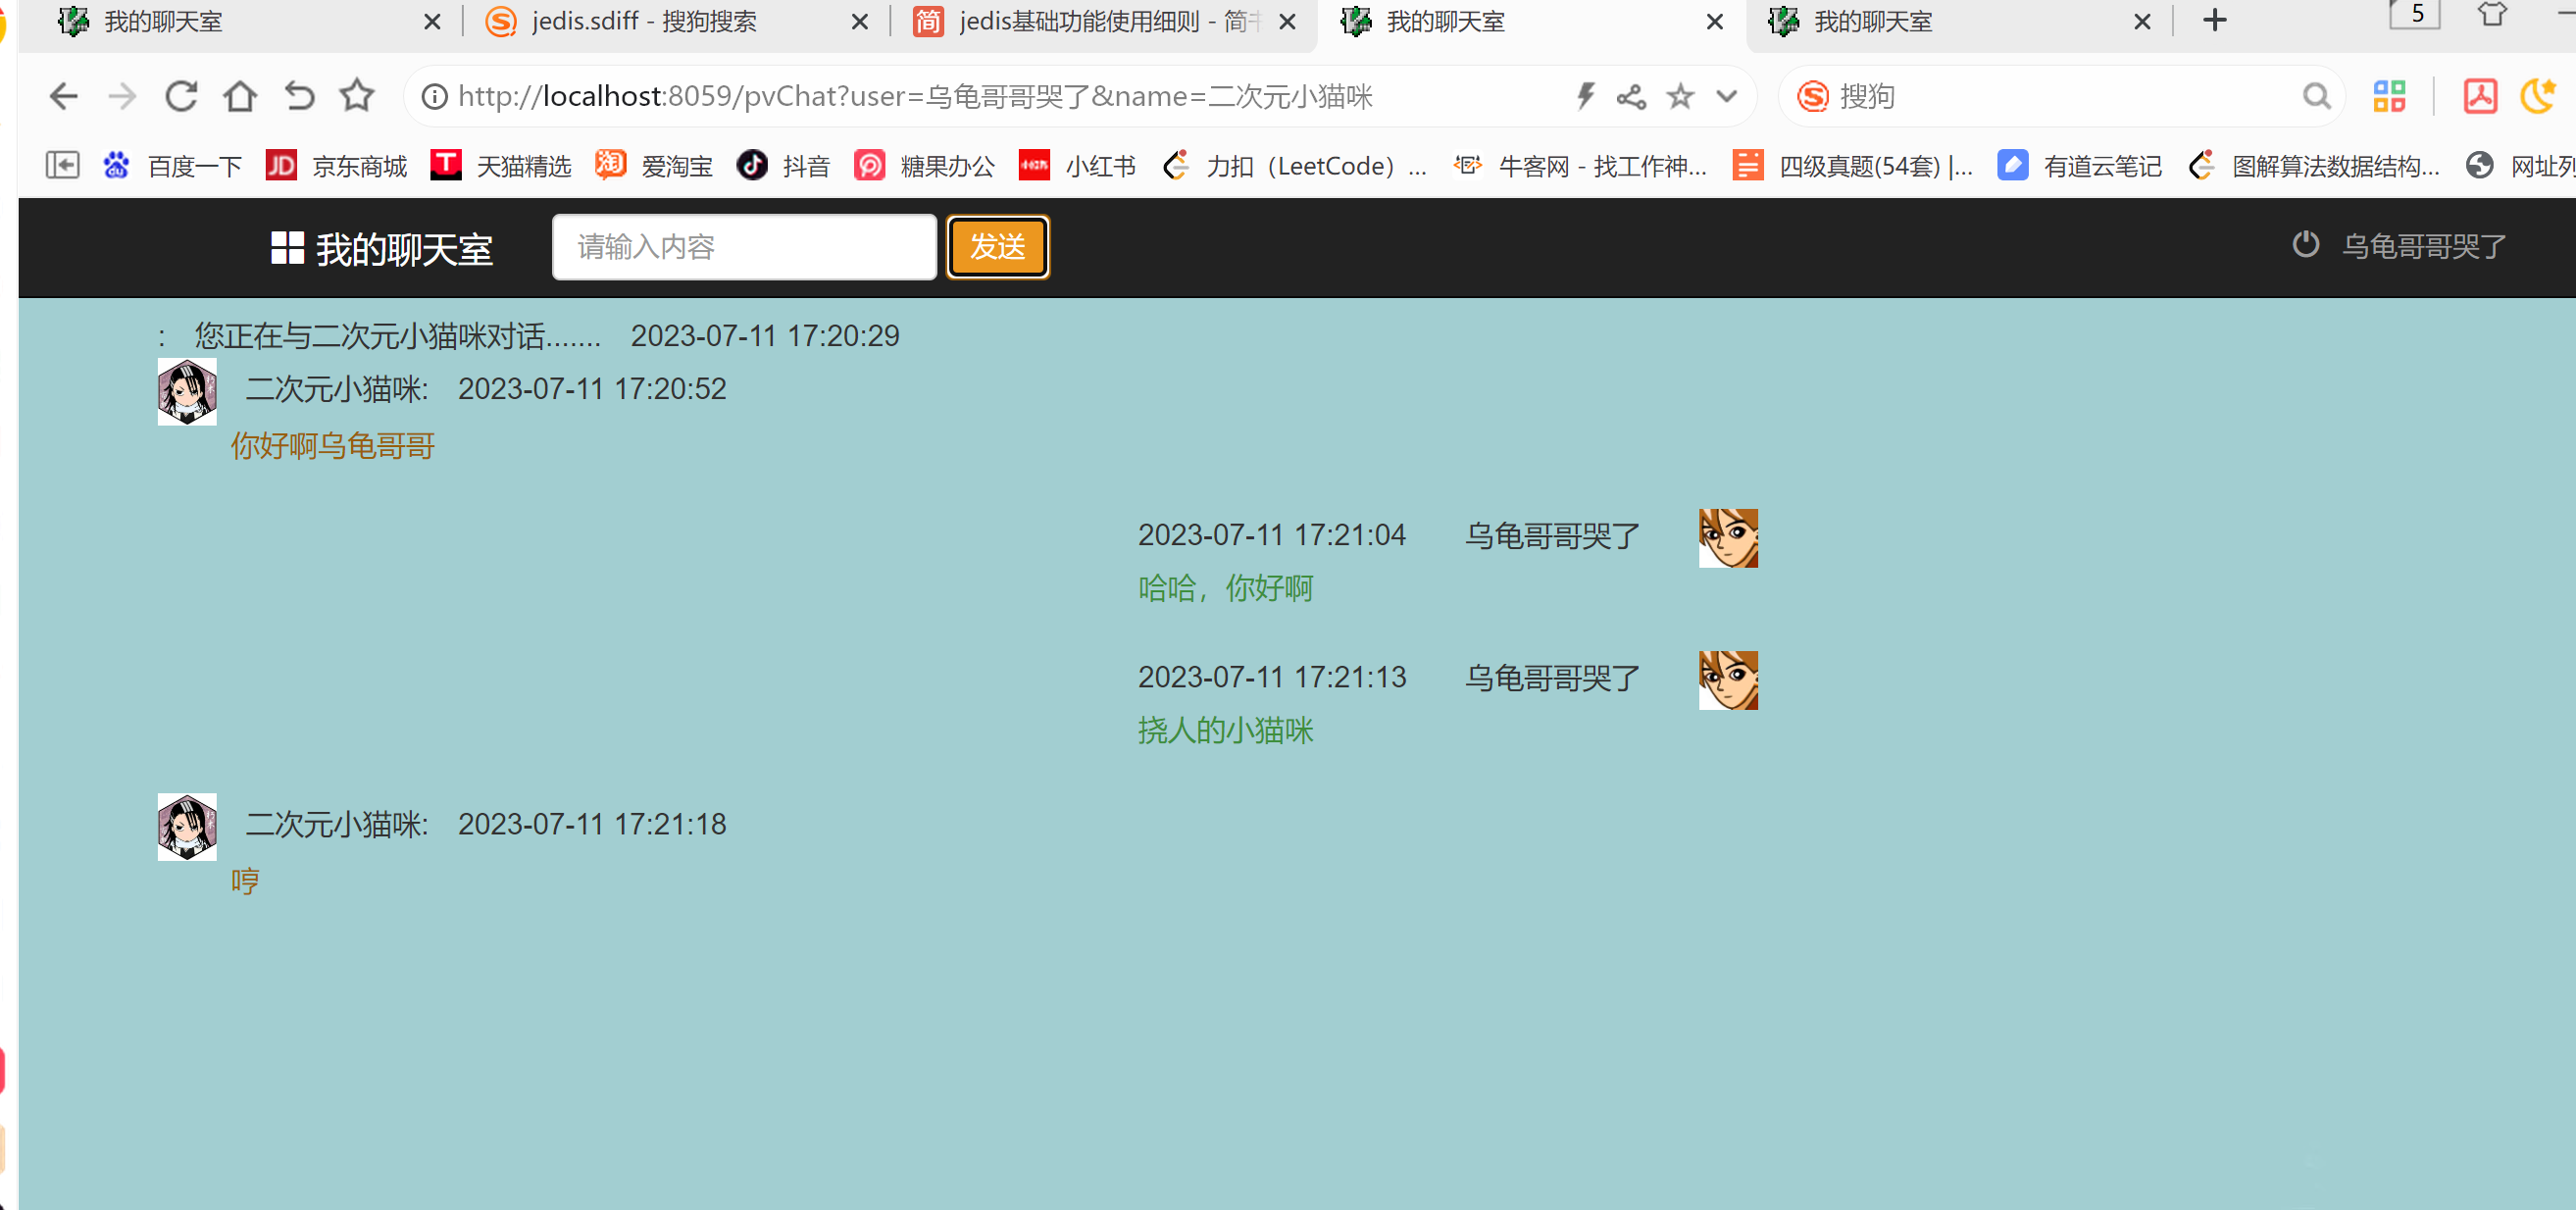 我的聊天室
jedis.sdiff - 搜狗搜索
简 jedis基础功能使用细则 - 简书
我的聊天室
我的聊天室
5
http://localhost:8059/pvChat?user=乌龟哥哥哭了&name=二次元小猫咪
搜狗
百度一下
JD 京东商城
T 天猫精选
淘 爱淘宝
抖音
糖果办公
小红书 小红书
力扣（LeetCode）...
牛客网 - 找工作神...
四级真题(54套) |...
有道云笔记
图解算法数据结构...
网址列
我的聊天室
请输入内容
发送
乌龟哥哥哭了
: 您正在与二次元小猫咪对话....... 2023-07-11 17:20:29
二次元小猫咪: 2023-07-11 17:20:52
你好啊乌龟哥哥
2023-07-11 17:21:04 乌龟哥哥哭了
哈哈，你好啊
2023-07-11 17:21:13 乌龟哥哥哭了
挠人的小猫咪
二次元小猫咪: 2023-07-11 17:21:18
哼